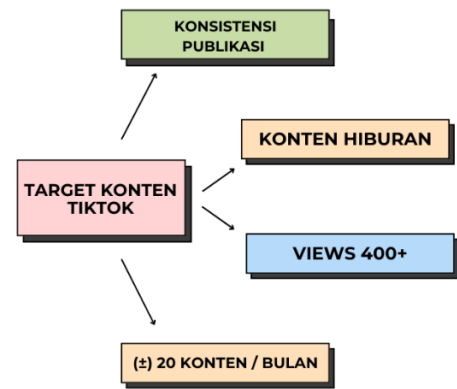 KONSISTENSI
PUBLIKASI
KONTEN HIBURAN
TARGET KONTEN
TIKTOK
VIEWS 400+
(±) 20 KONTEN / BULAN